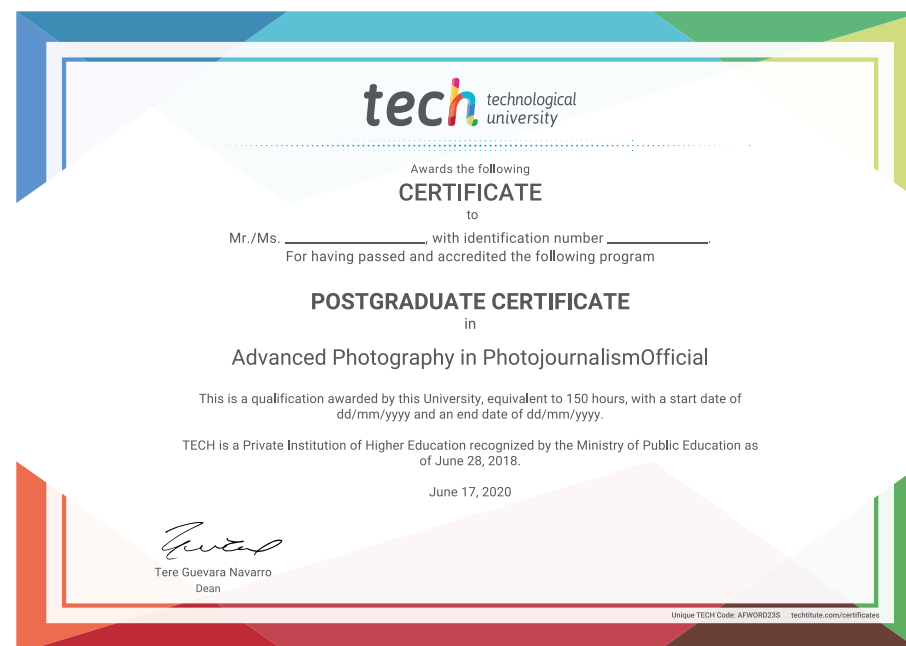 tech technological
university
Awards the following
CERTIFICATE
to
Mr./Ms. ____________________, with identification number ______________.
For having passed and accredited the following program
POSTGRADUATE CERTIFICATE
in
Advanced Photography in PhotojournalismOfficial
This is a qualification awarded by this University, equivalent to 150 hours, with a start date of
dd/mm/yyyy and an end date of dd/mm/yyyy.
TECH is a Private Institution of Higher Education recognized by the Ministry of Public Education as
of June 28, 2018.
June 17, 2020
Tere Guevara Navarro
Dean
Unique TECH Code: AFWORD23S techtitute.com/certificates